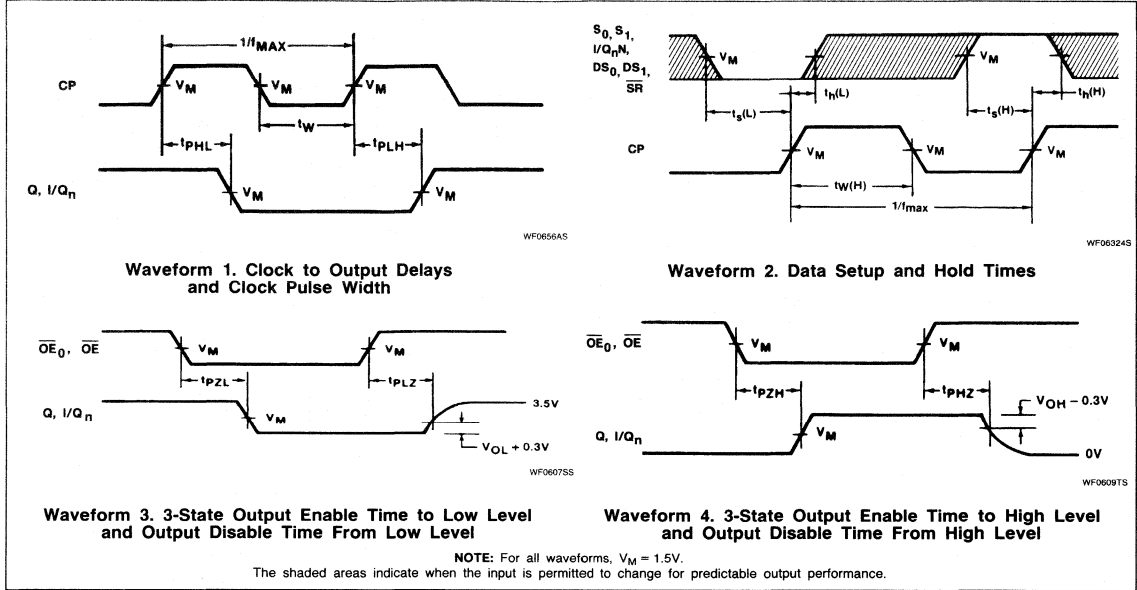 1/fMAX
CP
VM
VM
VM
tW
tPHL
tPLH
Q, I/Qn
VM
VM
WF0656AS
Waveform 1. Clock to Output Delays
and Clock Pulse Width
S0, S1,
I/QnN,
DS0, DS1,
SR
VM
VM
th(L)
th(H)
ts(L)
ts(H)
CP
VM
VM
VM
tW(H)
1/fmax
WF06324S
Waveform 2. Data Setup and Hold Times
OE0, OE
VM
VM
tPZL
tPLZ
Q, I/Qn
VM
3.5V
VOL + 0.3V
WF0607SS
Waveform 3. 3-State Output Enable Time to Low Level
and Output Disable Time From Low Level
OE0, OE
VM
VM
tPZH
tPHZ
VOH – 0.3V
Q, I/Qn
VM
0V
WF0609TS
Waveform 4. 3-State Output Enable Time to High Level
and Output Disable Time From High Level
NOTE: For all waveforms, VM = 1.5V.
The shaded areas indicate when the input is permitted to change for predictable output performance.